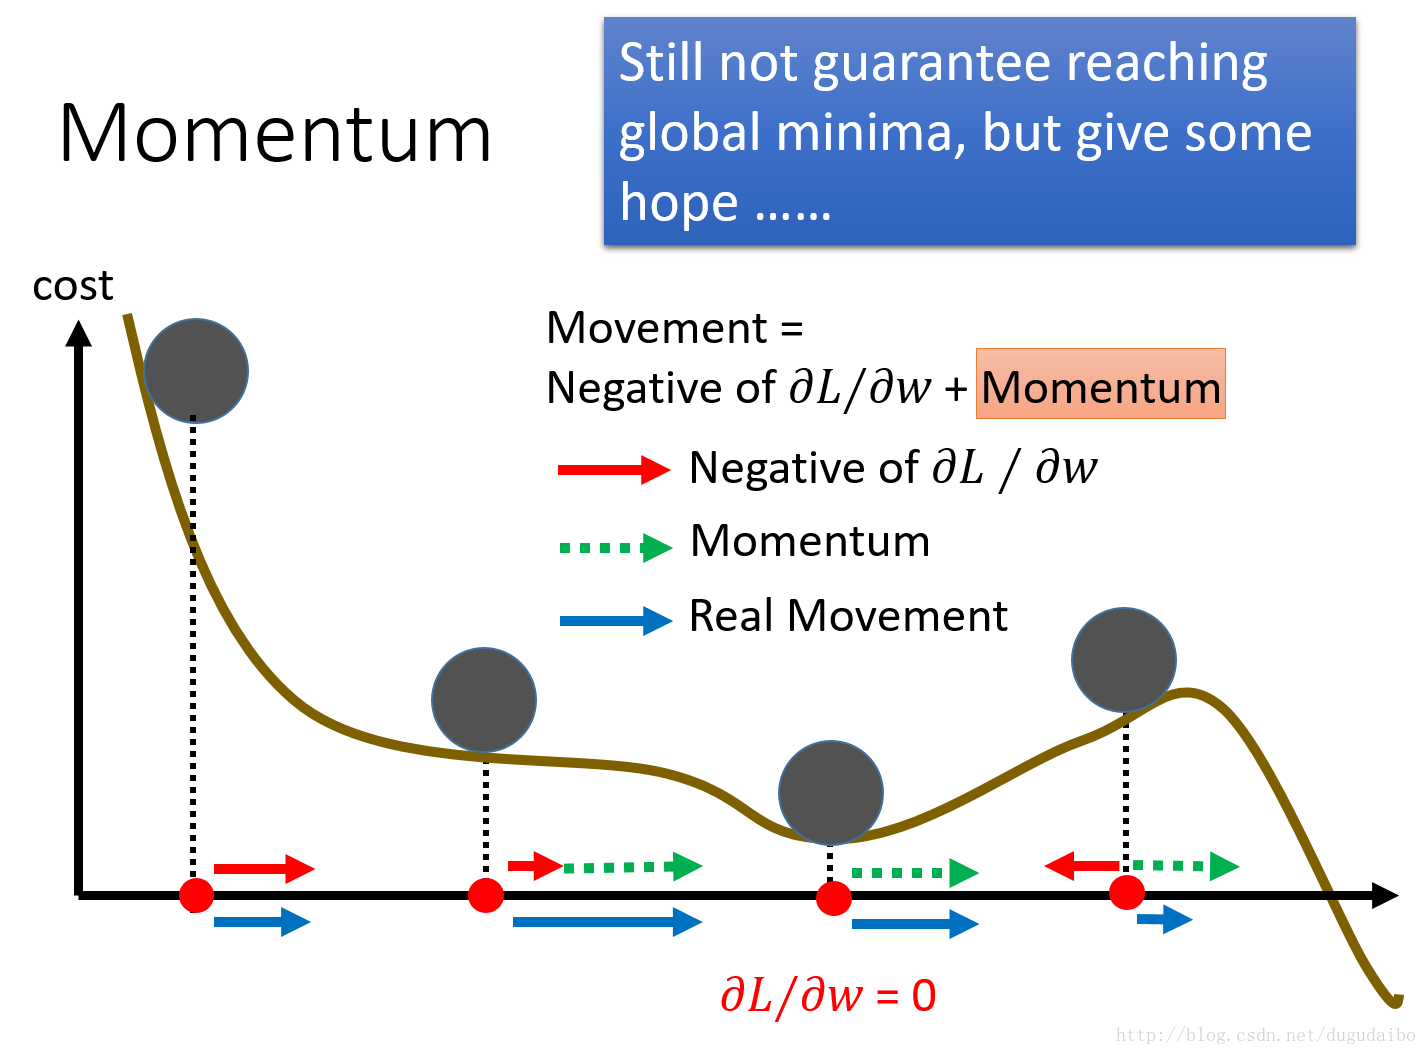 Momentum
Still not guarantee reaching
global minima, but give some
hope ……
cost
Movement =
Negative of 𝜕𝐿∕𝜕𝑤 + Momentum
Negative of 𝜕𝐿 ∕ 𝜕𝑤
Momentum
Real Movement
𝜕𝐿∕𝜕𝑤 = 0
http://blog.csdn.net/dugudaibo